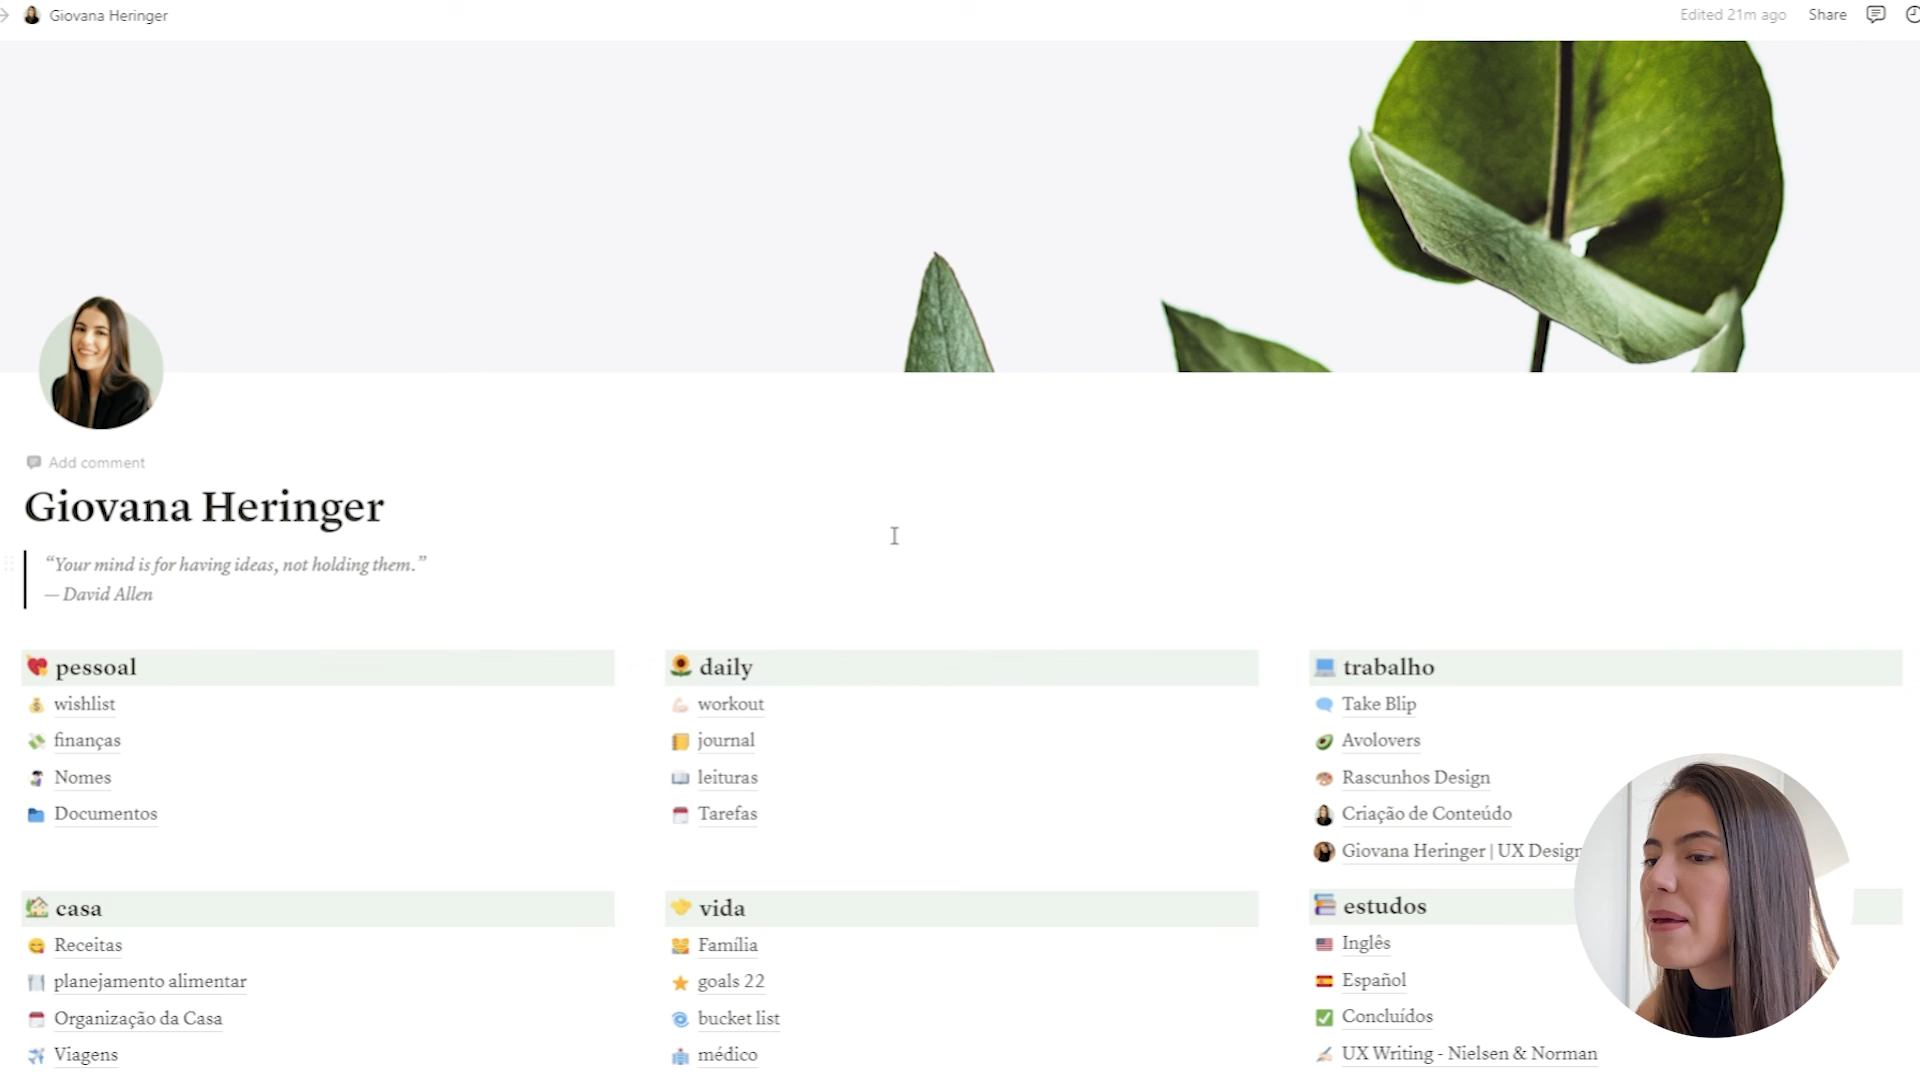 Giovana Heringer
Edited 21m ago
Share
Add comment
Giovana Heringer
“Your mind is for having ideas, not holding them.”
— David Allen
pessoal
wishlist
finanças
Nomes
Documentos
daily
workout
journal
leituras
Tarefas
trabalho
Take Blip
Avolovers
Rascunhos Design
Criação de Conteúdo
Giovana Heringer | UX Design
casa
Receitas
planejamento alimentar
Organização da Casa
Viagens
vida
Família
goals 22
bucket list
médico
estudos
Inglês
Español
Concluídos
UX Writing - Nielsen & Norman